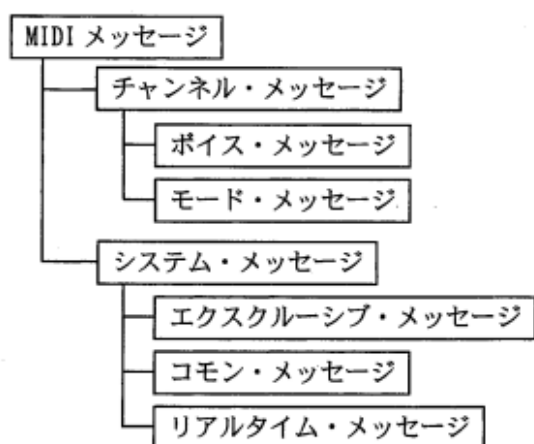 MIDI メッセージ
チャンネル・メッセージ
ボイス・メッセージ
モード・メッセージ
システム・メッセージ
エクスクルーシブ・メッセージ
コモン・メッセージ
リアルタイム・メッセージ